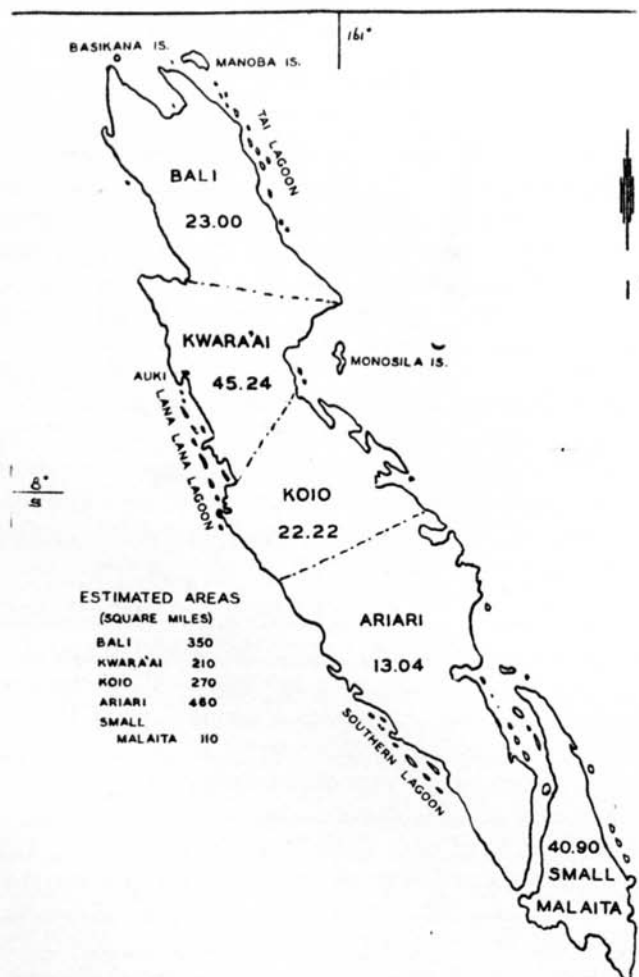 161°
BASIKANA IS.
MANOBA IS.
TAI LAGOON
BALI
23.00
KWARA'AI
45.24
MONOSILA IS.
AUKI
LANA LANA LAGOON
8°
S
KOIO
22.22
ESTIMATED AREAS
(SQUARE MILES)
BALI 350
KWARA'AI 210
KOIO 270
ARIARI 460
SMALL
MALAITA 110
ARIARI
13.04
SOUTHERN LAGOON
40.90
SMALL
MALAITA